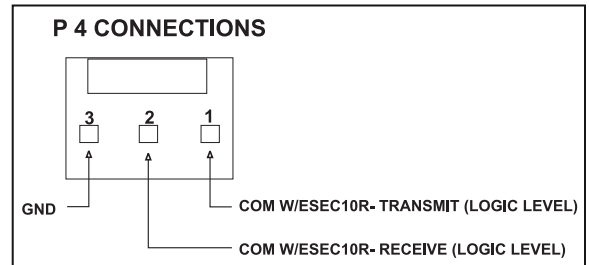 P 4 CONNECTIONS
3 2 1
GND
COM W/ESEC10R- TRANSMIT (LOGIC LEVEL)
COM W/ESEC10R- RECEIVE (LOGIC LEVEL)